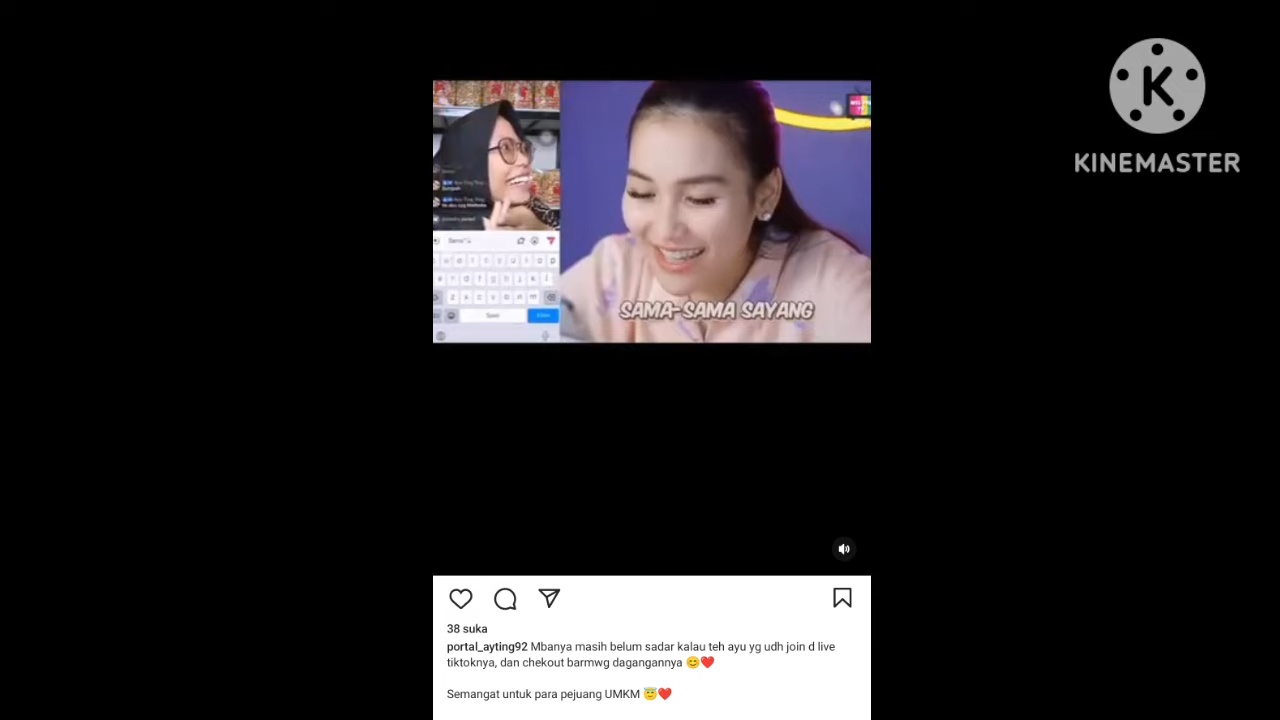 KINEMASTER
SAMA-SAMA SAYANG
38 suka
portal_ayting92 Mbanya masih belum sadar kalau teh ayu yg udh join d live
tiktoknya, dan chekout barmwg dagangannya 😊❤️
Semangat untuk para pejuang UMKM 😇❤️